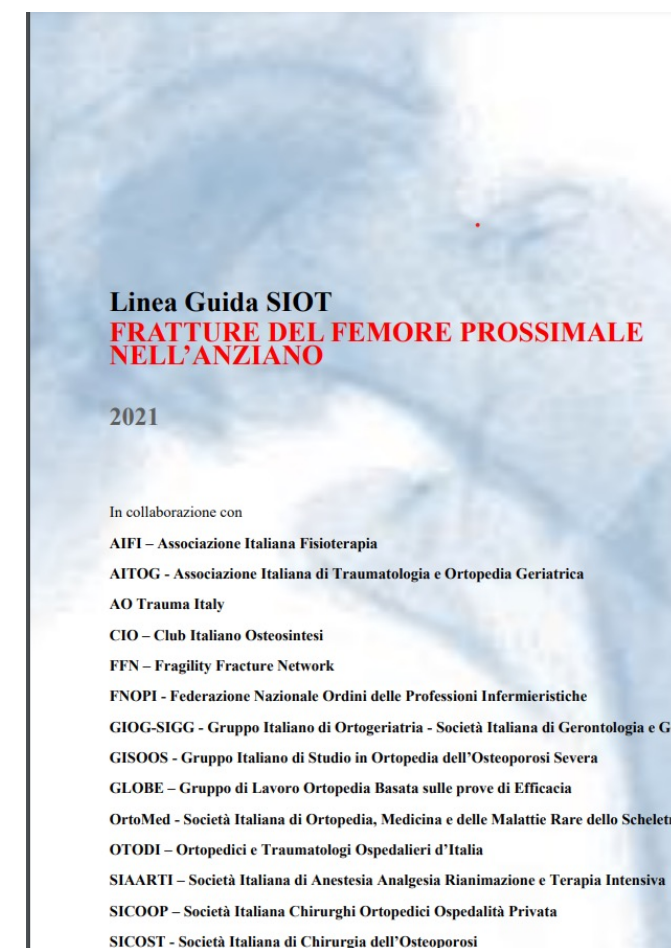 Linea Guida SIOT
FRATTURE DEL FEMORE PROSSIMALE
NELL'ANZIANO
2021
In collaborazione con
AIFI – Associazione Italiana Fisioterapia
AITOG - Associazione Italiana di Traumatologia e Ortopedia Geriatrica
AO Trauma Italy
CIO – Club Italiano Osteosintesi
FFN – Fragility Fracture Network
FNOPI - Federazione Nazionale Ordini delle Professioni Infermieristiche
GIOG-SIGG - Gruppo Italiano di Ortogeriatria - Società Italiana di Gerontologia e G
GISOOS - Gruppo Italiano di Studio in Ortopedia dell'Osteoporosi Severa
GLOBE – Gruppo di Lavoro Ortopedia Basata sulle prove di Efficacia
OrtoMed - Società Italiana di Ortopedia, Medicina e delle Malattie Rare dello Scheletr
OTODI – Ortopedici e Traumatologi Ospedalieri d'Italia
SIAARTI – Società Italiana di Anestesia Analgesia Rianimazione e Terapia Intensiva
SICOOP – Società Italiana Chirurghi Ortopedici Ospedalità Privata
SICOST - Società Italiana di Chirurgia dell'Osteoporosi